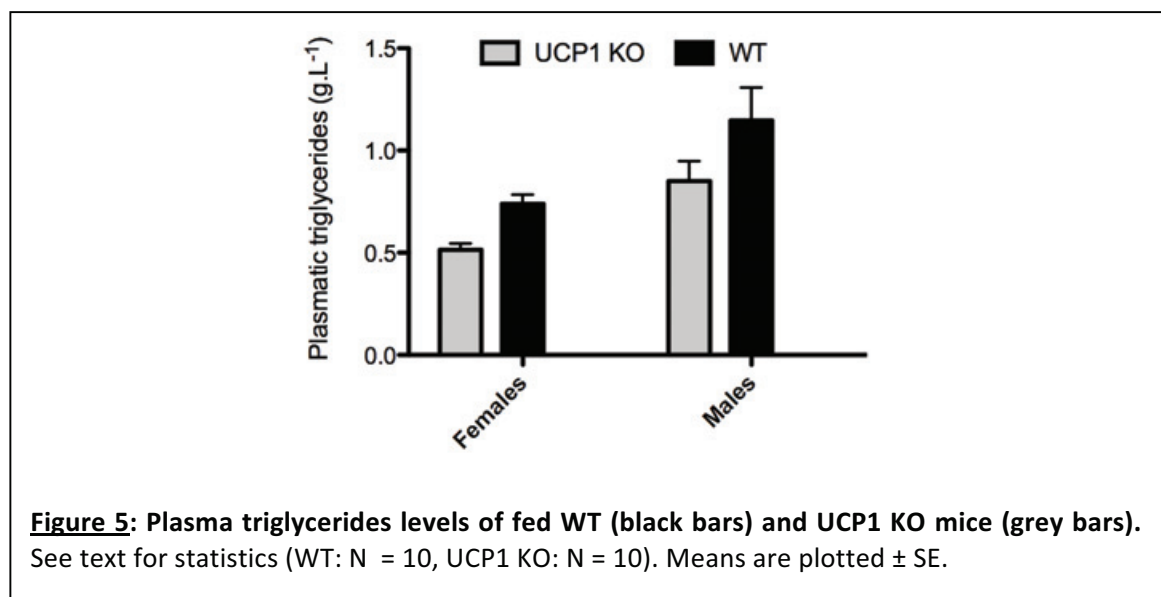 1.5
UCP1 KO WT
Plasmatic triglycerides (g.L-1)
1.0
0.5
0.0
Females
Males
Figure 5: Plasma triglycerides levels of fed WT (black bars) and UCP1 KO mice (grey bars).
See text for statistics (WT: N = 10, UCP1 KO: N = 10). Means are plotted ± SE.